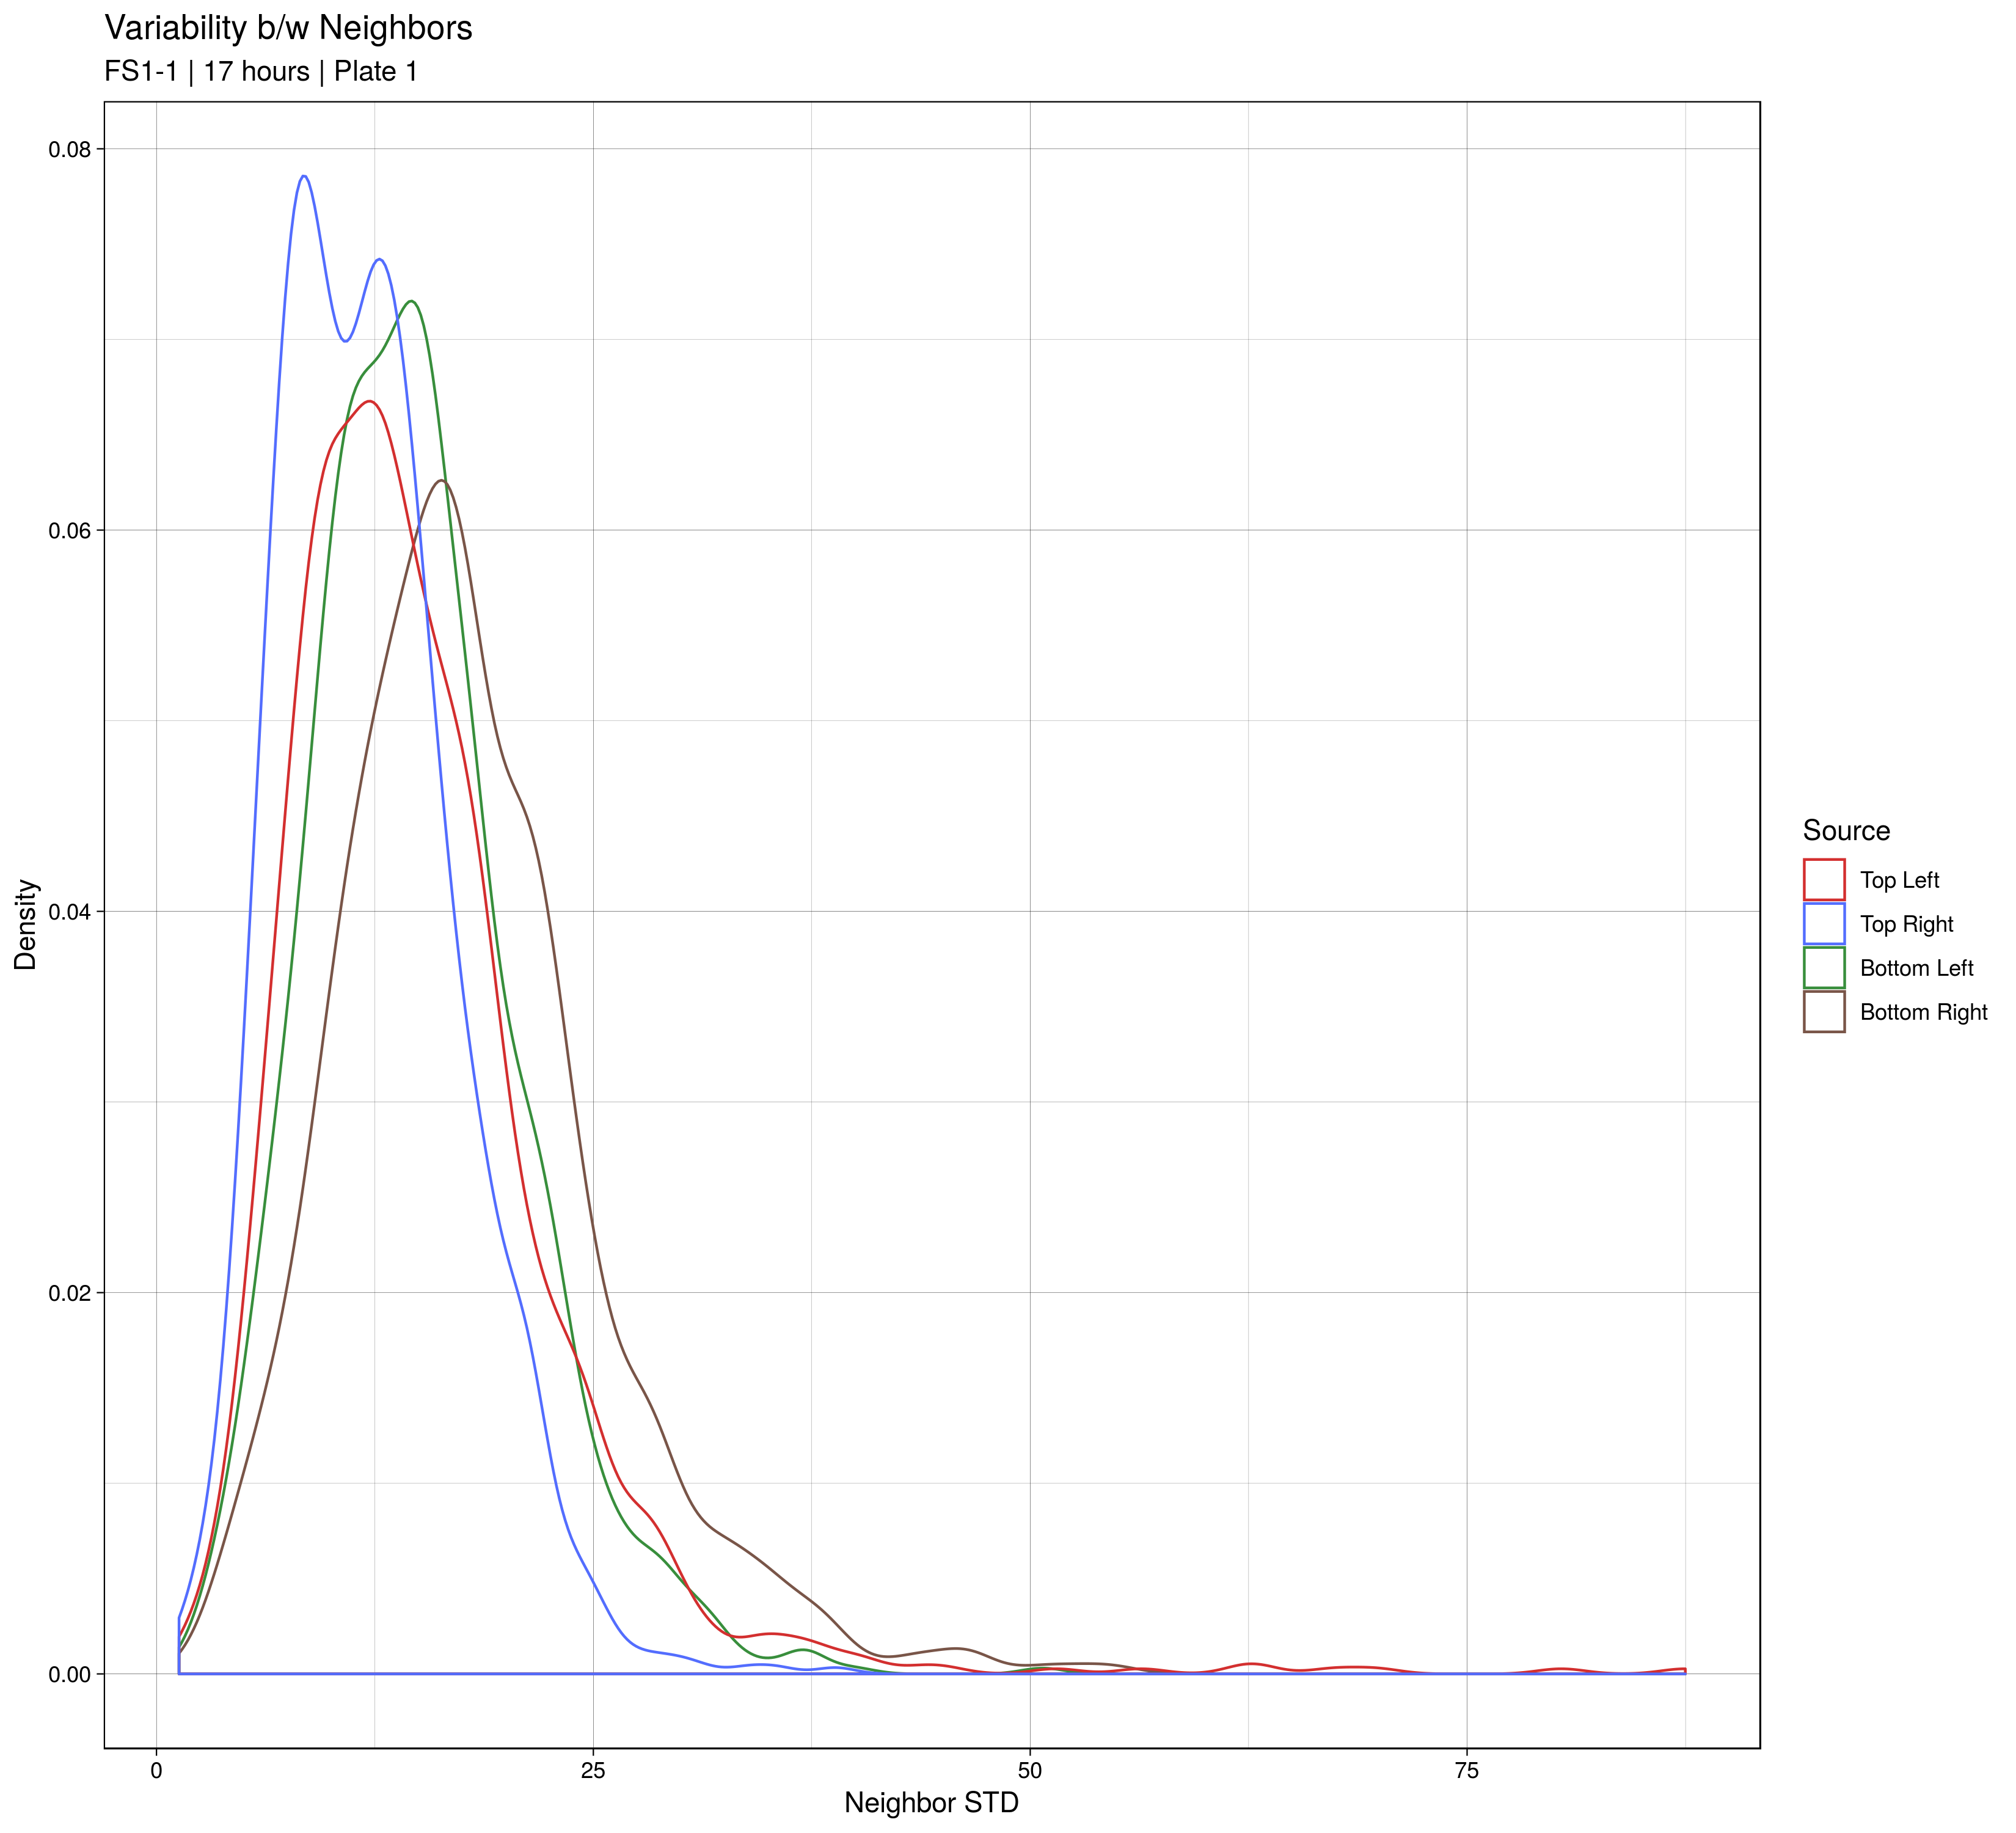 Variability b/w Neighbors
FS1-1 | 17 hours | Plate 1
0.08
0.06
0.04
0.02
0.00
Density
0
25
50
75
Neighbor STD
Source
Top Left
Top Right
Bottom Left
Bottom Right